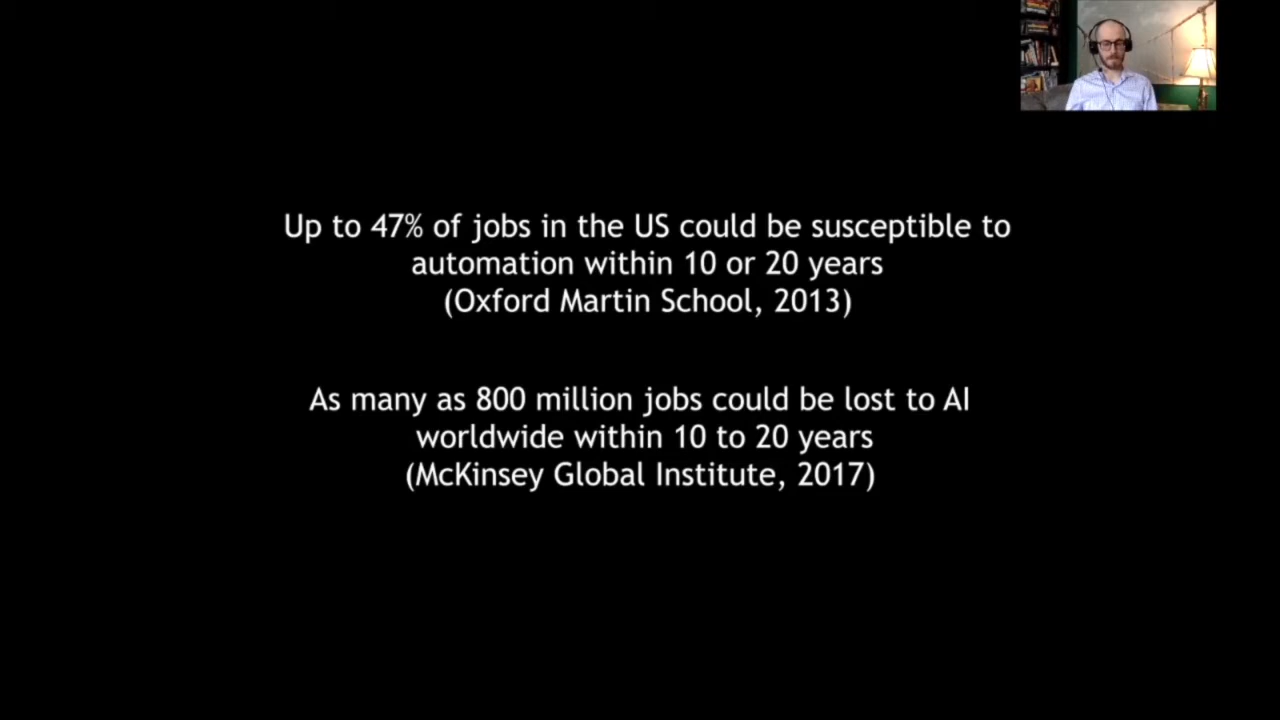 Up to 47% of jobs in the US could be susceptible to
automation within 10 or 20 years
(Oxford Martin School, 2013)
As many as 800 million jobs could be lost to AI
worldwide within 10 to 20 years
(McKinsey Global Institute, 2017)